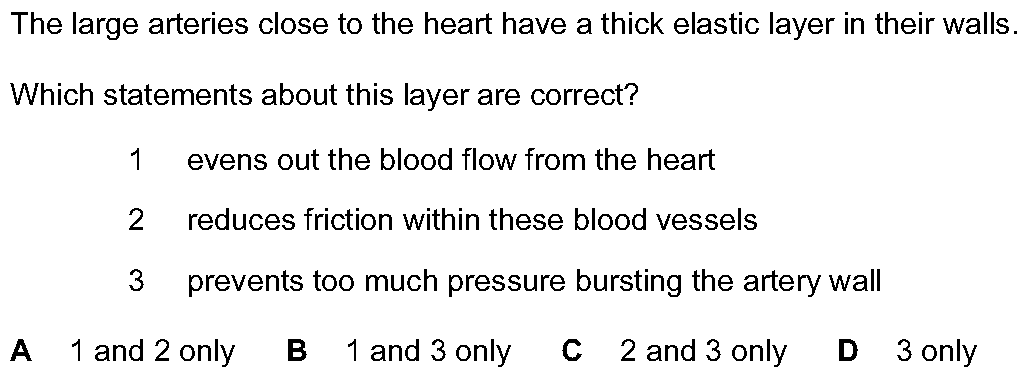 The large arteries close to the heart have a thick elastic layer in their walls.
Which statements about this layer are correct?
1 evens out the blood flow from the heart
2 reduces friction within these blood vessels
3 prevents too much pressure bursting the artery wall
A 1 and 2 only B 1 and 3 only C 2 and 3 only D 3 only